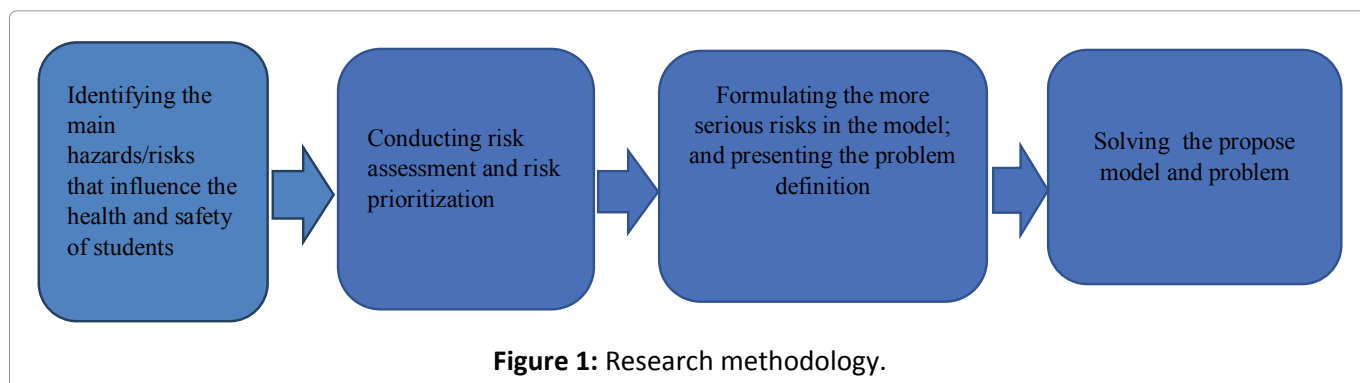 Identifying the
main
hazards/risks
that influence the
health and safety
of students
Conducting risk
assessment and risk
prioritization
Formulating the more
serious risks in the model;
and presenting the problem
definition
Solving the propose
model and problem
Figure 1: Research methodology.